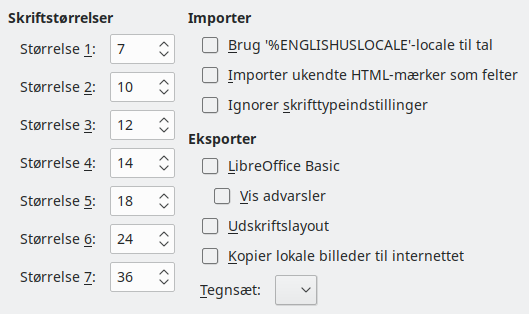 Skriftstørrelser
Størrelse 1: 7
Størrelse 2: 10
Størrelse 3: 12
Størrelse 4: 14
Størrelse 5: 18
Størrelse 6: 24
Størrelse 7: 36
Importer
Brug '%ENGLISHUSLOCALE'-locale til tal
Importer ukendte HTML-mærker som felter
Ignorer skrifttypeindstillinger
Eksporter
LibreOffice Basic
Vis advarsler
Udskriftslayout
Kopier lokale billeder til internettet
Tegnsæt: